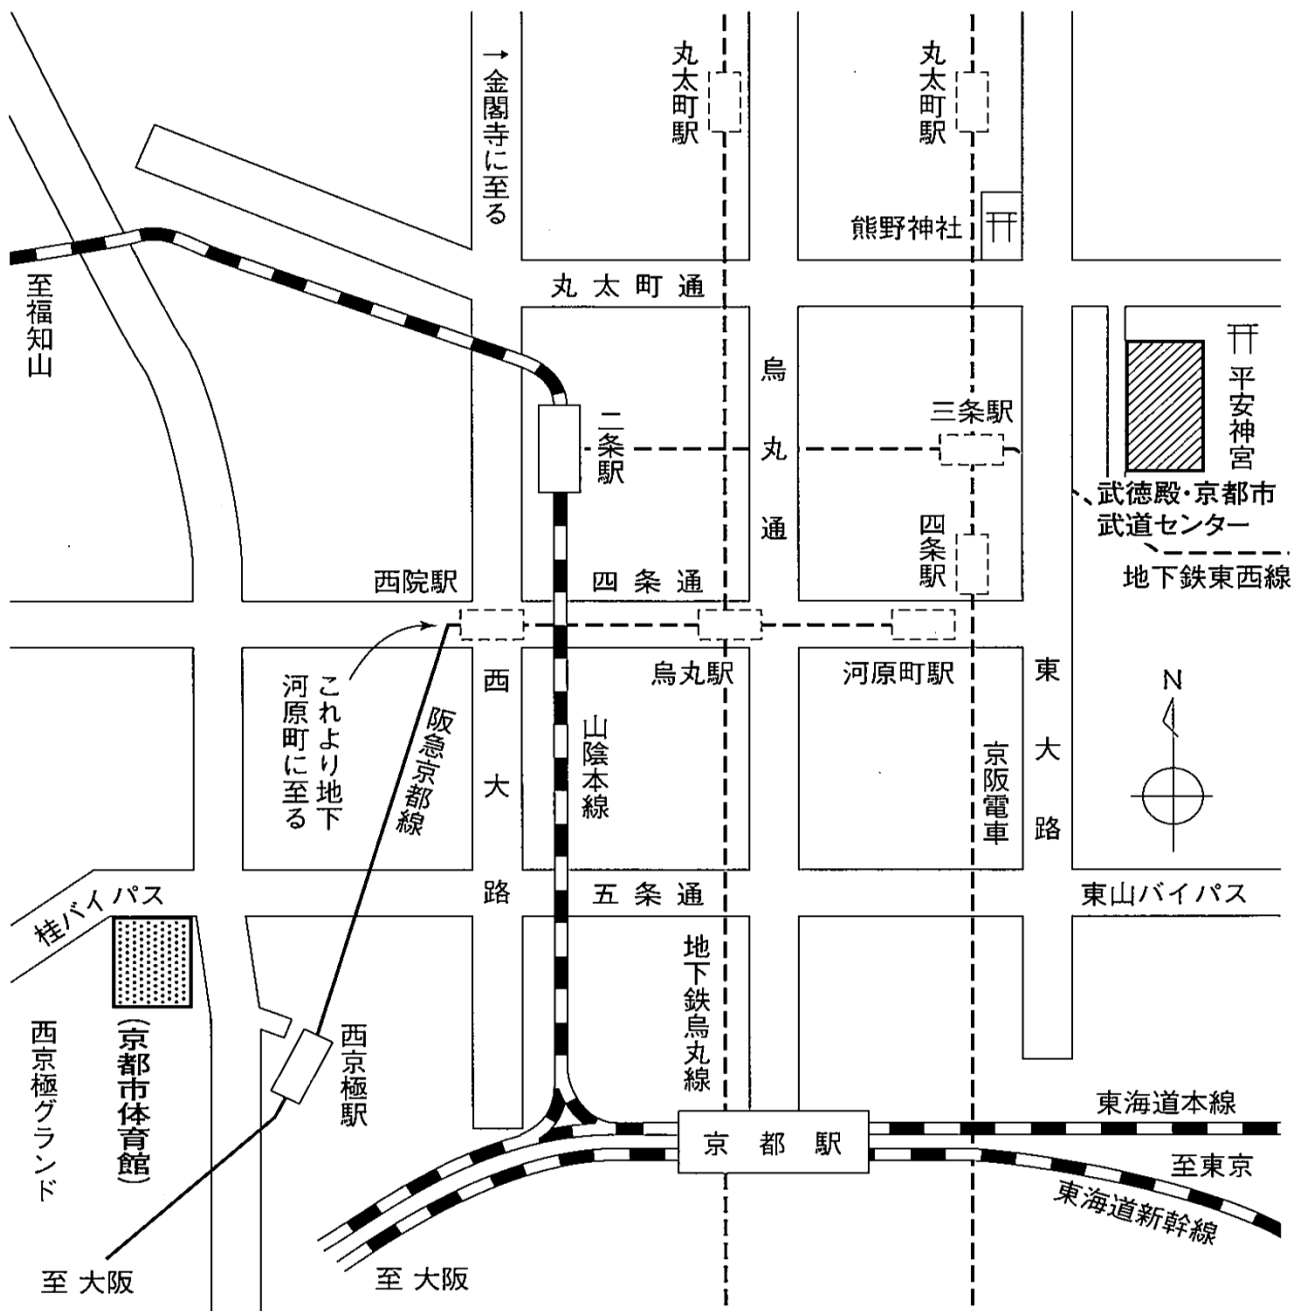 →金閣寺に至る
丸太町駅
丸太町駅
熊野神社
至福知山
丸太町通
烏丸通
二条駅
三条駅
平安神宮
武徳殿・京都市
武道センター
地下鉄東西線
四条駅
西院駅
四条通
烏丸駅
河原町駅
これより地下
河原町に至る
阪急京都線
西大路
山陰本線
京阪電車
東大路
N
桂バイパス
五条通
東山バイパス
地下鉄烏丸線
西京極グランド
(京都市体育館)
西京極駅
京都駅
東海道本線
至東京
東海道新幹線
至 大阪
至 大阪